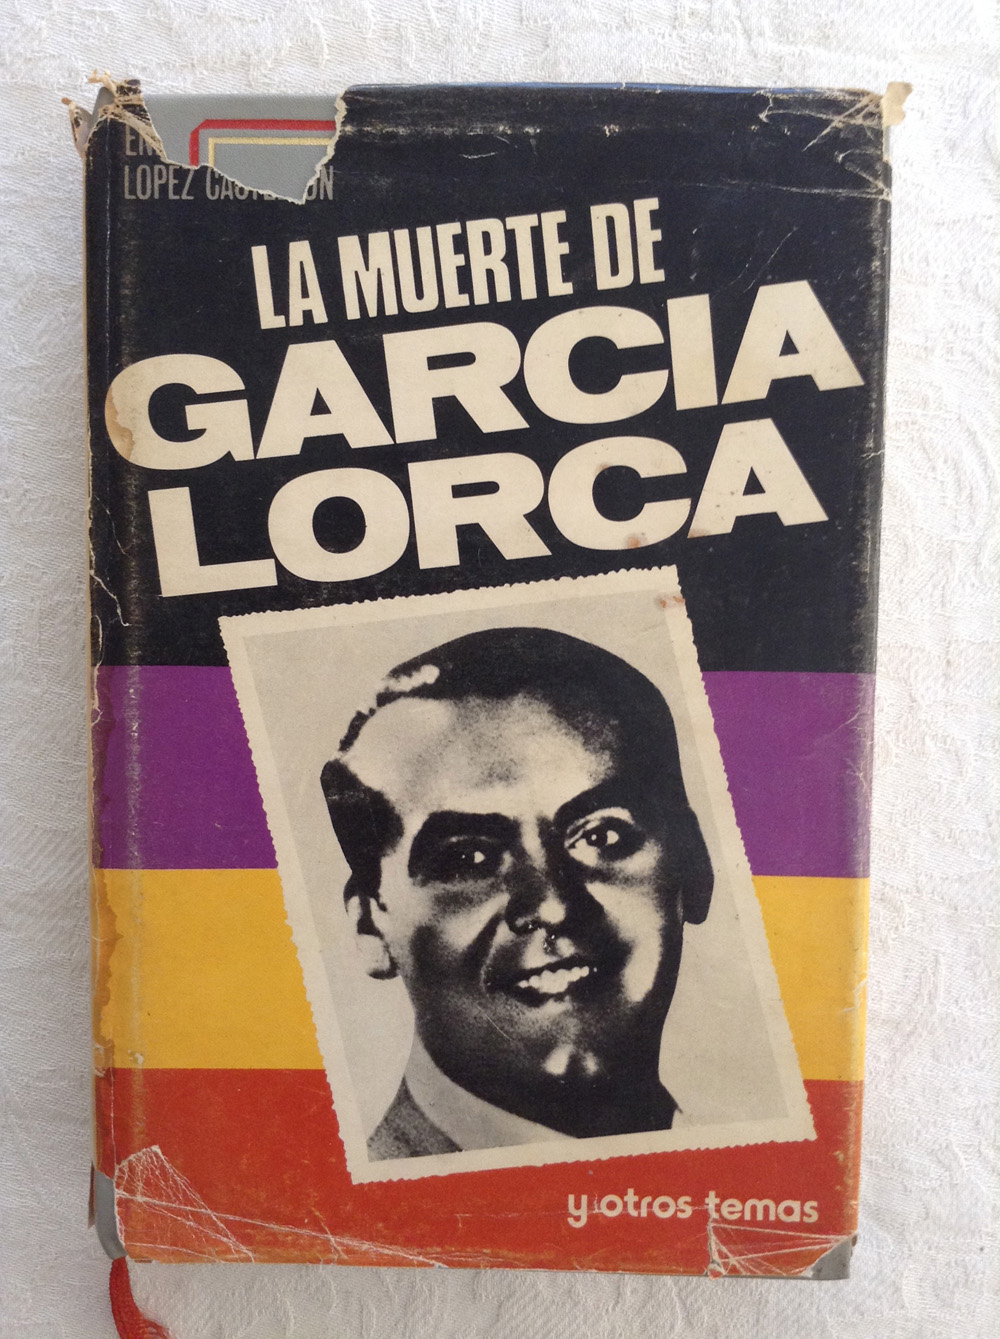 LOPEZ
LA MUERTE DE
GARCIA
LORCA
y otros temas